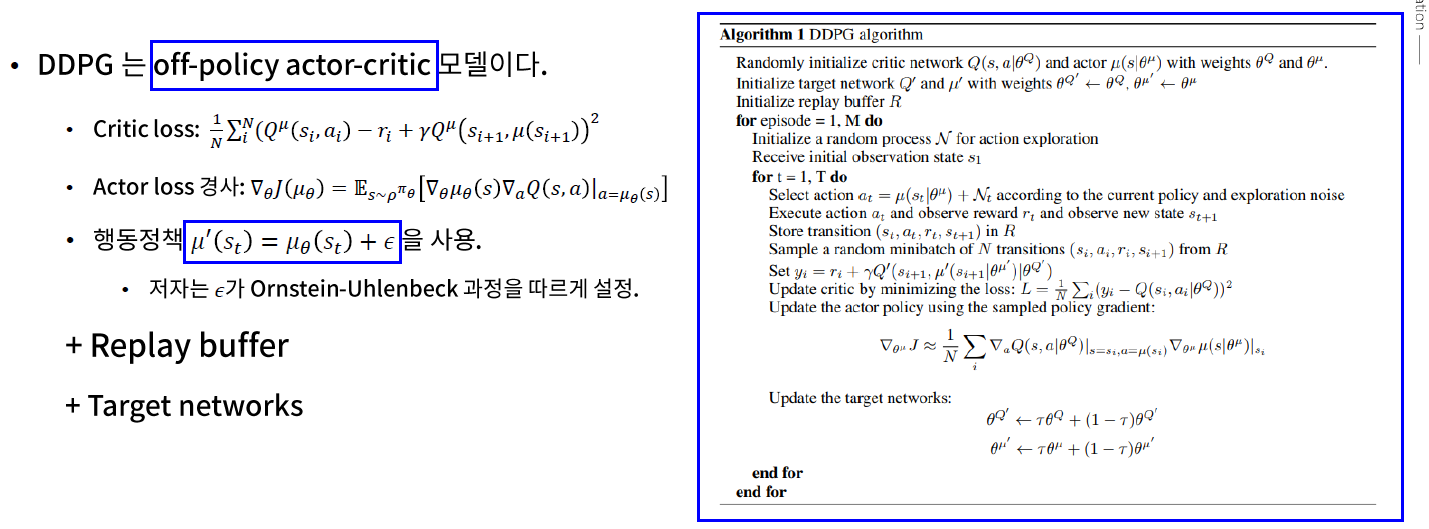 • DDPG 는 off-policy actor-critic 모델이다.
• Critic loss: $\frac{1}{N}\sum_i^N (Q^\mu(s_i, a_i) - r_i + \gamma Q^\mu(s_{i+1}, \mu(s_{i+1}))^2$
• Actor loss 경사: $\nabla_\theta J(\mu_\theta) = \mathbb{E}_{s\sim\rho^{\pi_\theta}}[\nabla_\theta \mu_\theta(s)\nabla_a Q(s, a)|_{a=\mu_\theta(s)}]$
• 행동정책 $\mu'(s_t) = \mu_\theta(s_t) + \epsilon$ 을 사용.
• 저자는 $\epsilon$가 Ornstein-Uhlenbeck 과정을 따르게 설정.
+ Replay buffer
+ Target networks
Algorithm 1 DDPG algorithm
Randomly initialize critic network $Q(s, a|\theta^Q)$ and actor $\mu(s|\theta^\mu)$ with weights $\theta^Q$ and $\theta^\mu$.
Initialize target network $Q'$ and $\mu'$ with weights $\theta^{Q'} \leftarrow \theta^Q$, $\theta^{\mu'} \leftarrow \theta^\mu$
Initialize replay buffer $R$
for episode = 1, M do
Initialize a random process $\mathcal{N}$ for action exploration
Receive initial observation state $s_1$
for t = 1, T do
Select action $a_t = \mu(s_t|\theta^\mu) + \mathcal{N}_t$ according to the current policy and exploration noise
Execute action $a_t$ and observe reward $r_t$ and observe new state $s_{t+1}$
Store transition $(s_t, a_t, r_t, s_{t+1})$ in $R$
Sample a random minibatch of $N$ transitions $(s_i, a_i, r_i, s_{i+1})$ from $R$
Set $y_i = r_i + \gamma Q'(s_{i+1}, \mu'(s_{i+1}|\theta^{\mu'})|\theta^{Q'})$
Update critic by minimizing the loss: $L = \frac{1}{N}\sum_i (y_i - Q(s_i, a_i|\theta^Q))^2$
Update the actor policy using the sampled policy gradient:
$\nabla_{\theta^\mu} J \approx \frac{1}{N}\sum_i \nabla_a Q(s, a|\theta^Q)|_{s=s_i,a=\mu(s_i)} \nabla_{\theta^\mu}\mu(s|\theta^\mu)|_{s_i}$
Update the target networks:
$\theta^{Q'} \leftarrow \tau\theta^Q + (1 - \tau)\theta^{Q'}$
$\theta^{\mu'} \leftarrow \tau\theta^\mu + (1 - \tau)\theta^{\mu'}$
end for
end for
ation